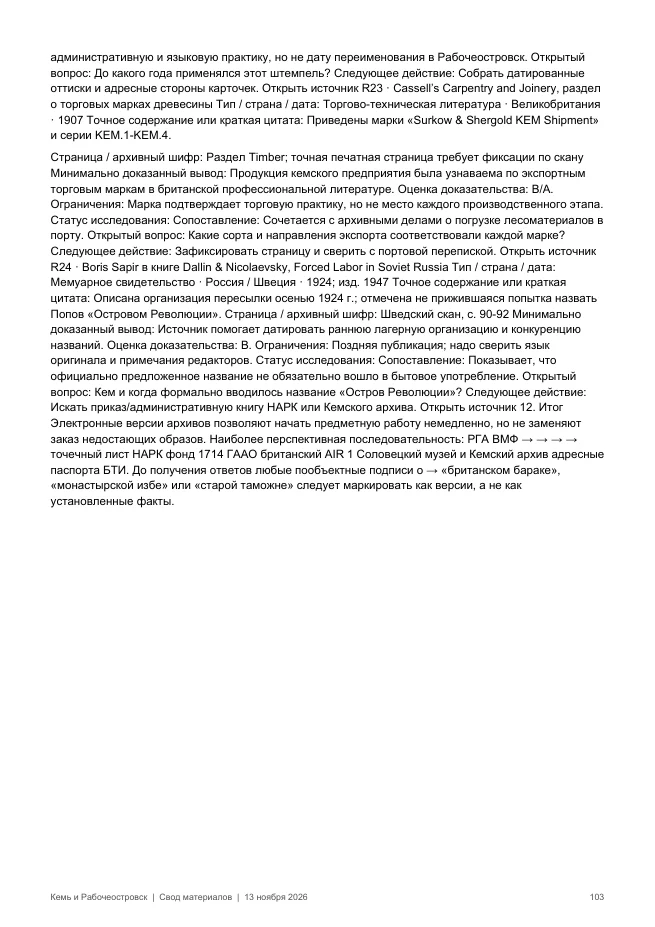 административную и языковую практику, но не дату переименования в Рабочеостровск. Открытый
вопрос: До какого года применялся этот штемпель? Следующее действие: Собрать датированные
оттиски и адресные стороны карточек. Открыть источник R23 · Cassell's Carpentry and Joinery, раздел
о торговых марках древесины Тип / страна / дата: Торгово-техническая литература · Великобритания
· 1907 Точное содержание или краткая цитата: Приведены марки «Surkow & Shergold KEM Shipment»
и серии KEM.1-KEM.4.
Страница / архивный шифр: Раздел Timber; точная печатная страница требует фиксации по скану
Минимально доказанный вывод: Продукция кемского предприятия была узнаваема по экспортным
торговым маркам в британской профессиональной литературе. Оценка доказательства: B/A.
Ограничения: Марка подтверждает торговую практику, но не место каждого производственного этапа.
Статус исследования: Сопоставление: Сочетается с архивными делами о погрузке лесоматериалов в
порту. Открытый вопрос: Какие сорта и направления экспорта соответствовали каждой марке?
Следующее действие: Зафиксировать страницу и сверить с портовой перепиской. Открыть источник
R24 · Boris Sapir в книге Dallin & Nicolaevsky, Forced Labor in Soviet Russia Тип / страна / дата:
Мемуарное свидетельство · Россия / Швеция · 1924; изд. 1947 Точное содержание или краткая
цитата: Описана организация пересылки осенью 1924 г.; отмечена не прижившаяся попытка назвать
Попов «Островом Революции». Страница / архивный шифр: Шведский скан, с. 90-92 Минимально
доказанный вывод: Источник помогает датировать раннюю лагерную организацию и конкуренцию
названий. Оценка доказательства: B. Ограничения: Поздняя публикация; надо сверить язык
оригинала и примечания редакторов. Статус исследования: Сопоставление: Показывает, что
официально предложенное название не обязательно вошло в бытовое употребление. Открытый
вопрос: Кем и когда формально вводилось название «Остров Революции»? Следующее действие:
Искать приказ/административную книгу НАРК или Кемского архива. Открыть источник 12. Итог
Электронные версии архивов позволяют начать предметную работу немедленно, но не заменяют
заказ недостающих образов. Наиболее перспективная последовательность: РГА ВМФ → → → →
точечный лист НАРК фонд 1714 ГААО британский AIR 1 Соловецкий музей и Кемский архив адресные
паспорта БТИ. До получения ответов любые пообъектные подписи о → «британском бараке»,
«монастырской избе» или «старой таможне» следует маркировать как версии, а не как
установленные факты.
Кемь и Рабочеостровск | Свод материалов | 13 ноября 2026
103